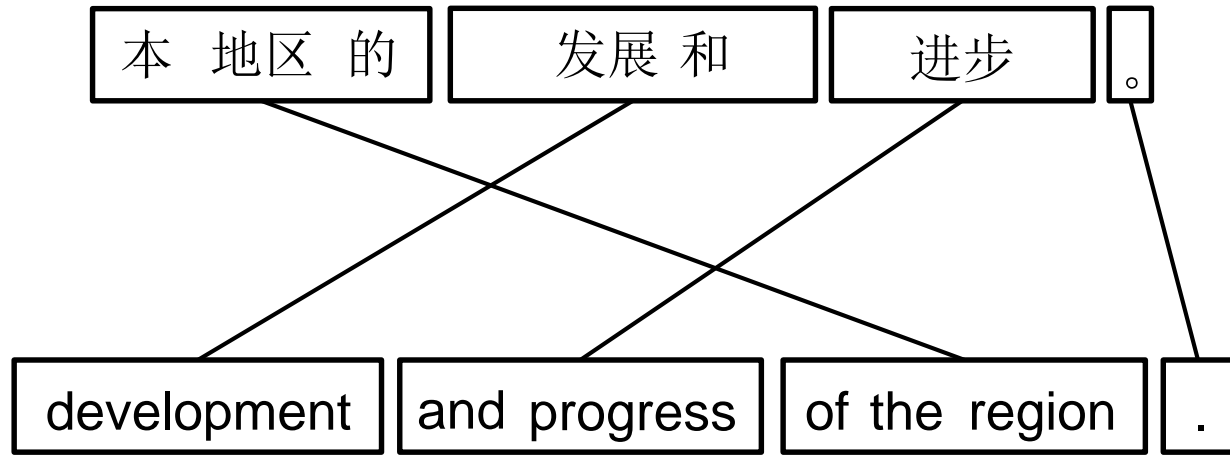 本 地区 的 发展 和 进步 。
development and progress of the region .